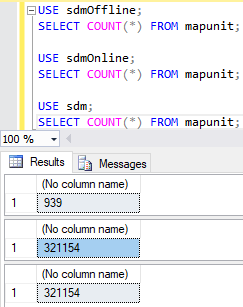 USE sdmOffline;
SELECT COUNT(*) FROM mapunit;
USE sdmOnline;
SELECT COUNT(*) FROM mapunit;
USE sdm;
SELECT COUNT(*) FROM mapunit;
100 %
Results Messages
(No column name)
1 939
(No column name)
1 321154
(No column name)
1 321154